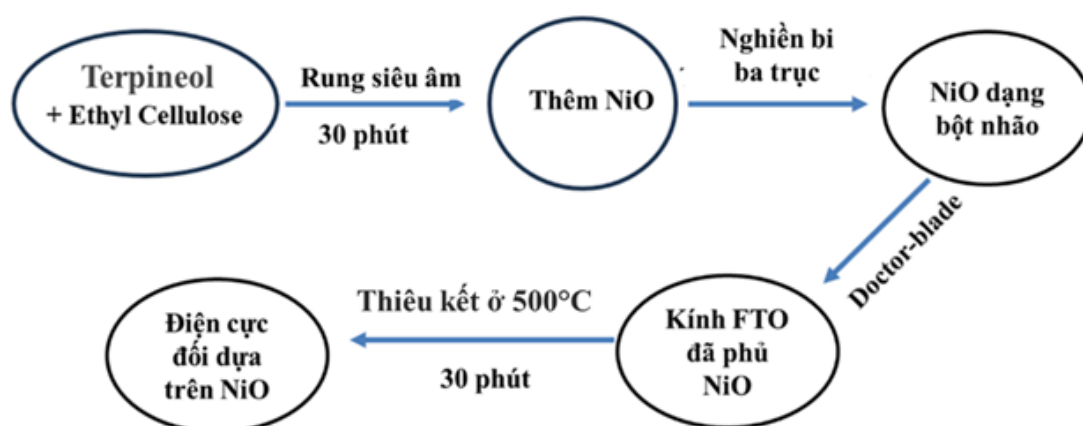 Terpineol
+ Ethyl Cellulose
Rung siêu âm
30 phút
Thêm NiO
Nghiền bi
ba trục
NiO dạng
bột nhão
Doctor-blade
Kính FTO
đã phủ
NiO
Thiêu kết ở 500°C
30 phút
Điện cực
đối dựa
trên NiO